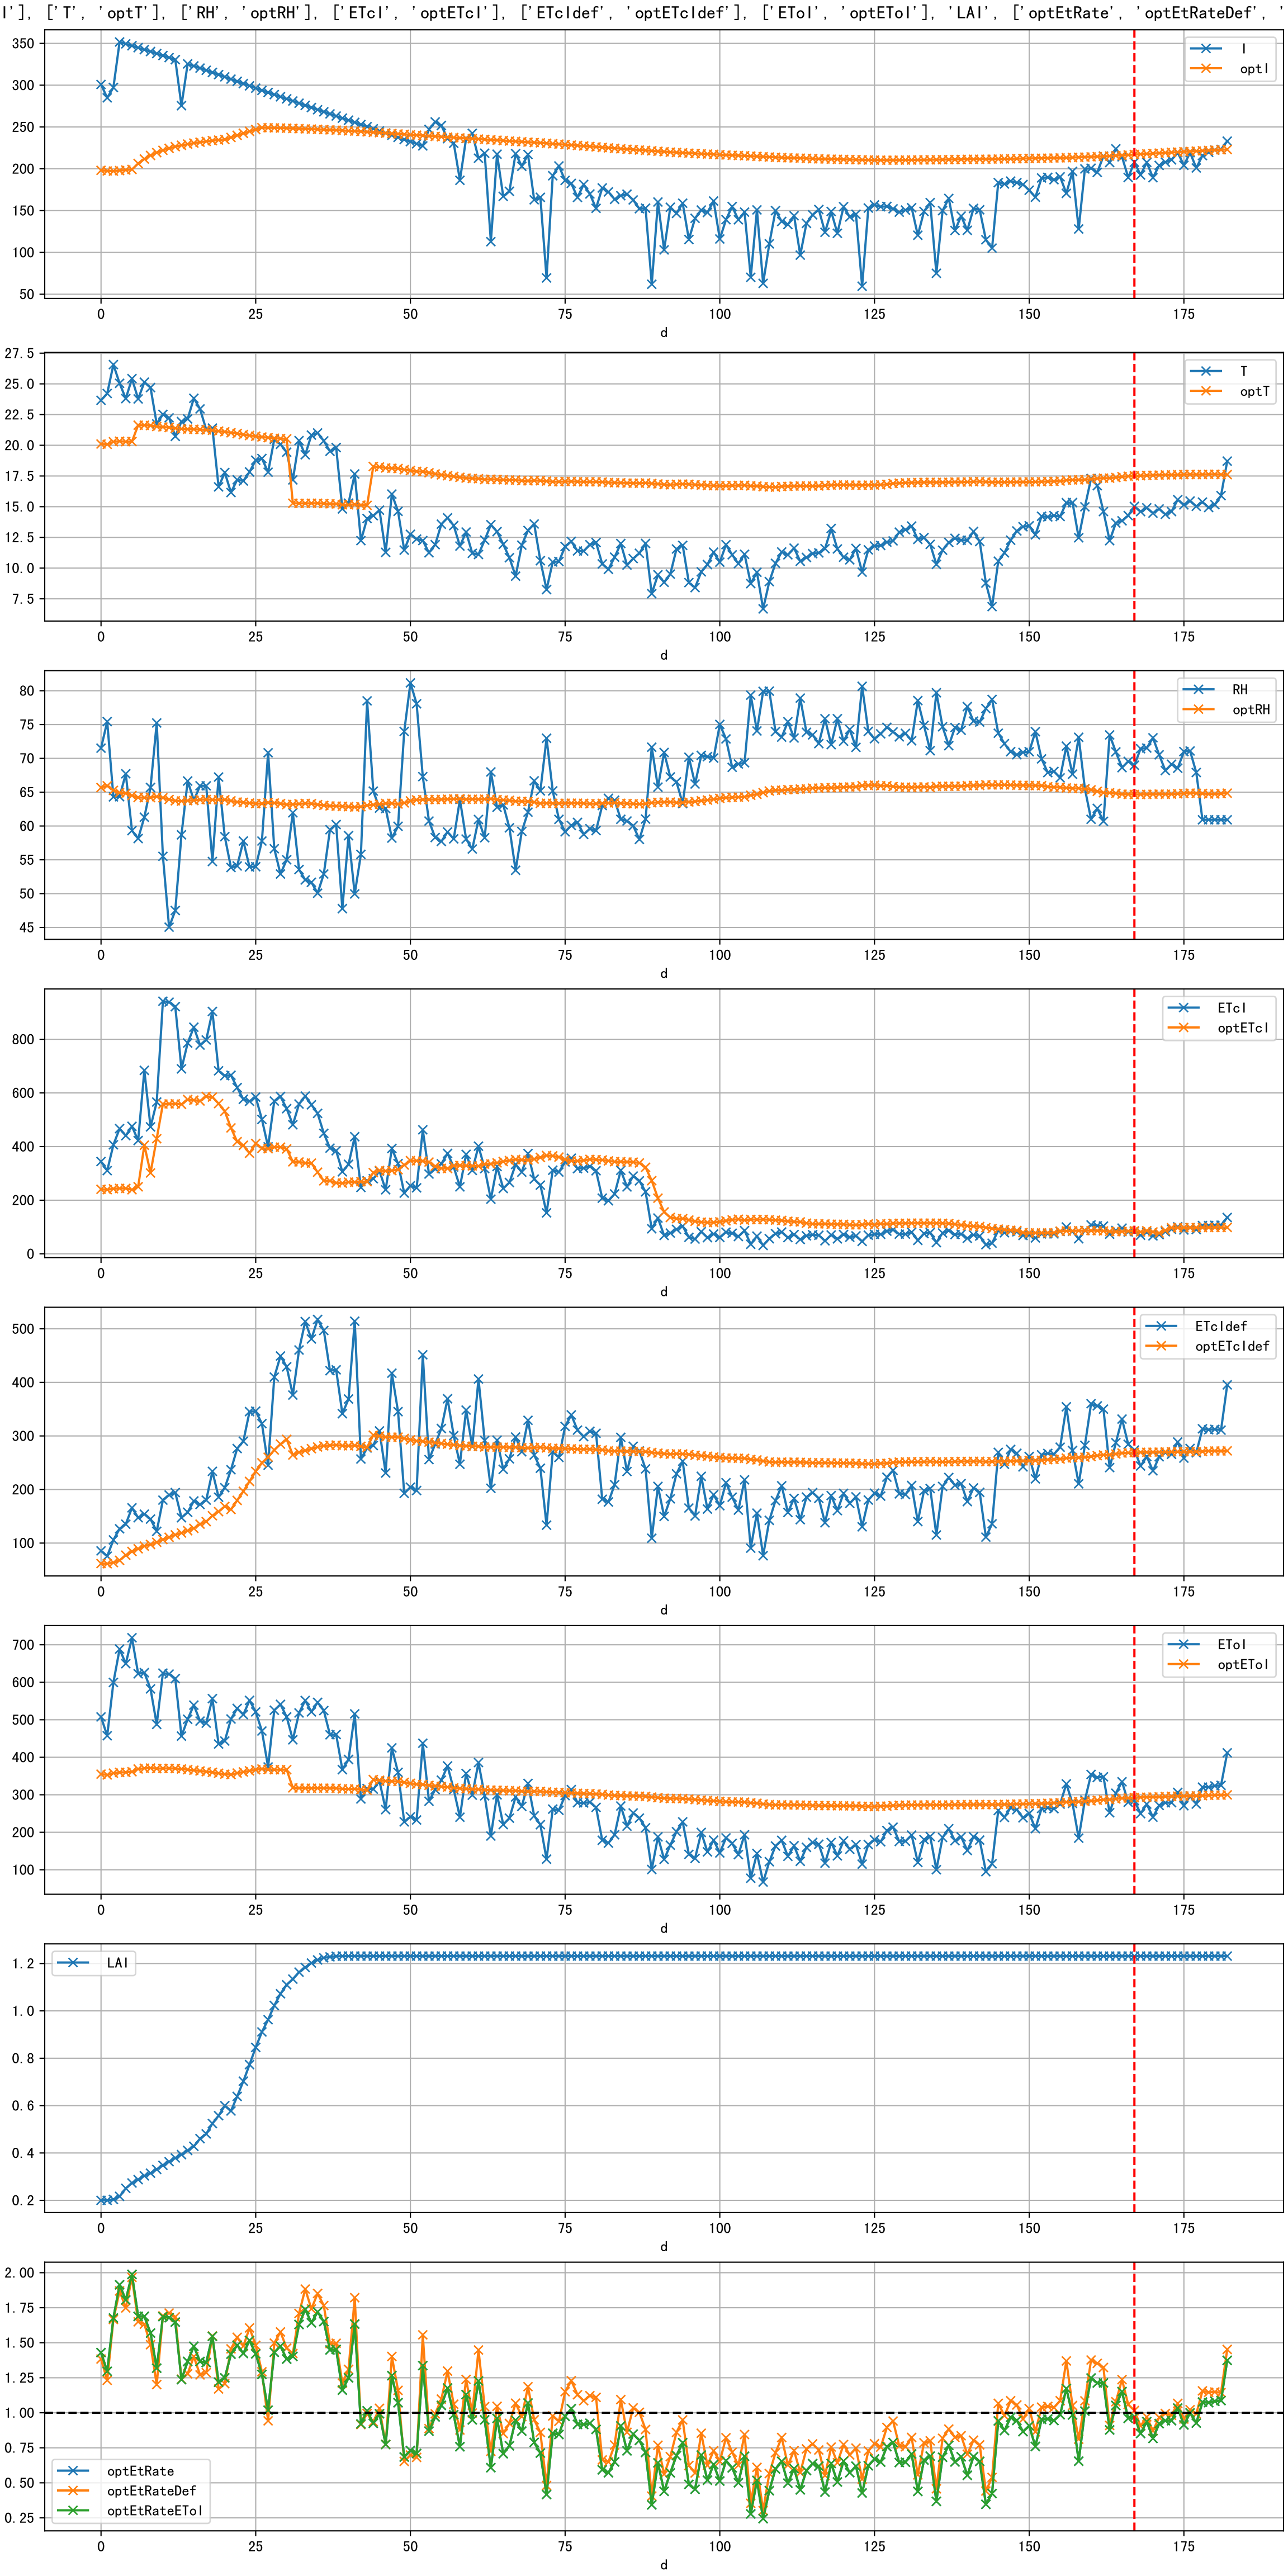 I'], ['T', 'optT'], ['RH', 'optRH'], ['ETcI', 'optETcI'], ['ETcIdef', 'optETcIdef'], ['EToI', 'optEToI'], 'LAI', ['optEtRate', 'optEtRateDef', '
I
optI
350
300
250
200
150
100
50
0 25 50 75 100 125 150 175
d
T
optT
27.5
25.0
22.5
20.0
17.5
15.0
12.5
10.0
7.5
0 25 50 75 100 125 150 175
d
RH
optRH
80
75
70
65
60
55
50
45
0 25 50 75 100 125 150 175
d
ETcI
optETcI
800
600
400
200
0
0 25 50 75 100 125 150 175
d
ETcIdef
optETcIdef
500
400
300
200
100
0 25 50 75 100 125 150 175
d
EToI
optEToI
700
600
500
400
300
200
100
0 25 50 75 100 125 150 175
d
LAI
1.2
1.0
0.8
0.6
0.4
0.2
0 25 50 75 100 125 150 175
d
2.00
1.75
1.50
1.25
1.00
0.75
0.50
0.25
optEtRate
optEtRateDef
optEtRateEToI
0 25 50 75 100 125 150 175
d